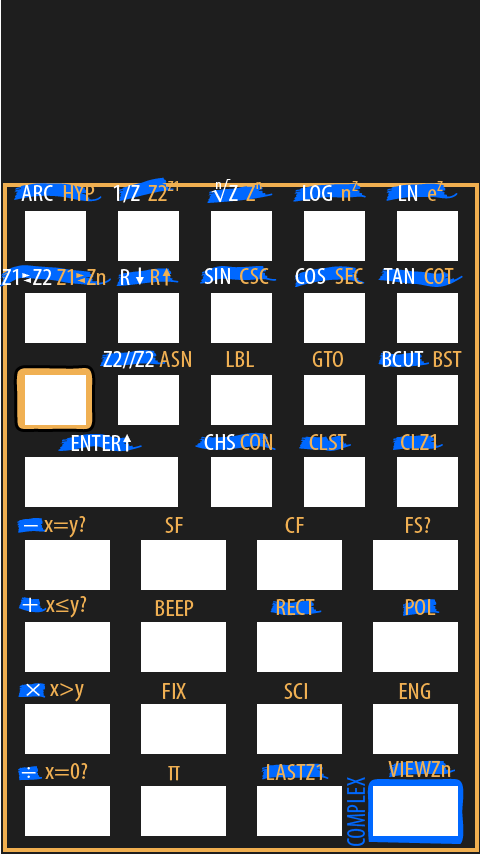 ARC HYP 1/Z Z2^Z1 ⁿ√Z Zⁿ LOG n^Z LN e^Z
Z1►◄Z2 Z1►◄Zn R↓ R↑ SIN CSC COS SEC TAN COT
Z2//Z2 ASN LBL GTO BCUT BST
ENTER↑ CHS CON CLST CLZ1
− x=y? SF CF FS?
+ x≤y? BEEP RECT POL
× x>y FIX SCI ENG
÷ x=0? π LASTZ1 VIEWZn
COMPLEX